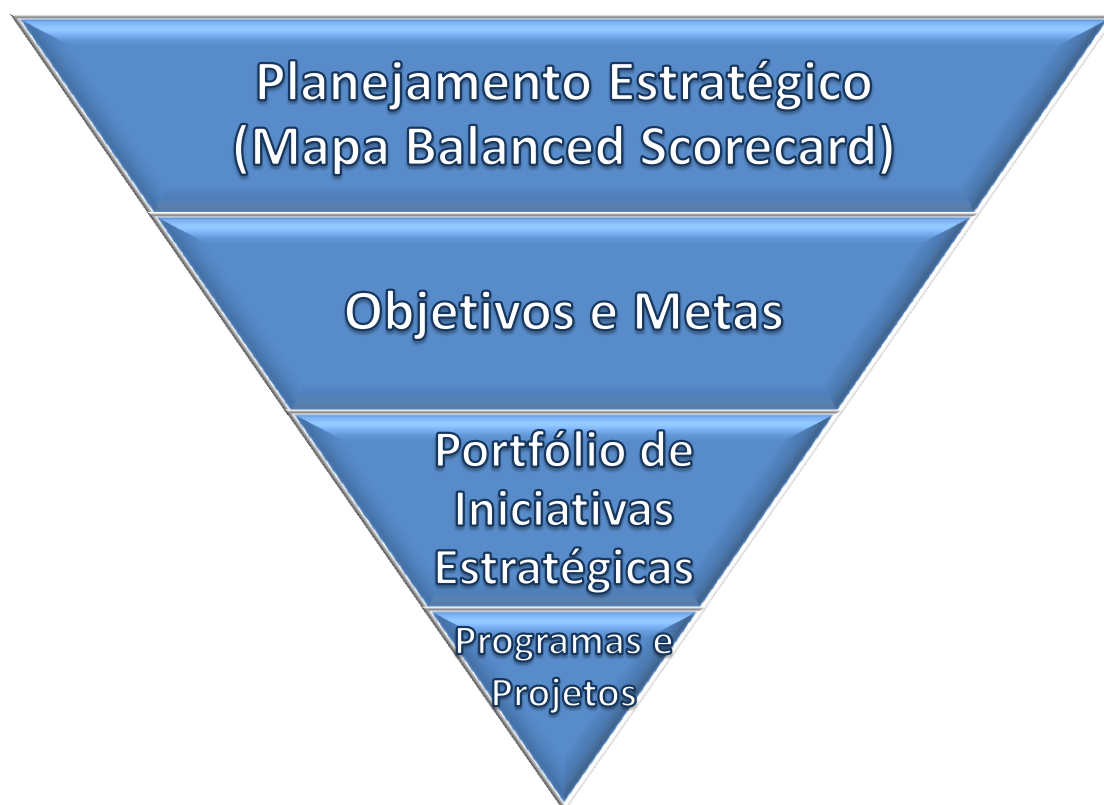 Planejamento Estratégico
(Mapa Balanced Scorecard)
Objetivos e Metas
Portfólio de
Iniciativas
Estratégicas
Programas e
Projetos